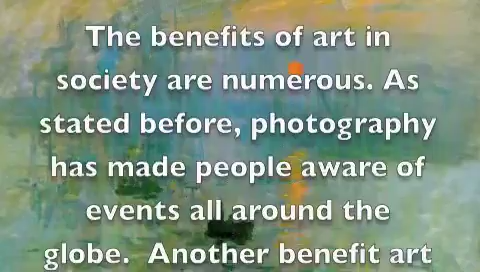 The benefits of art in
society are numerous. As
stated before, photography
has made people aware of
events all around the
globe.  Another benefit art